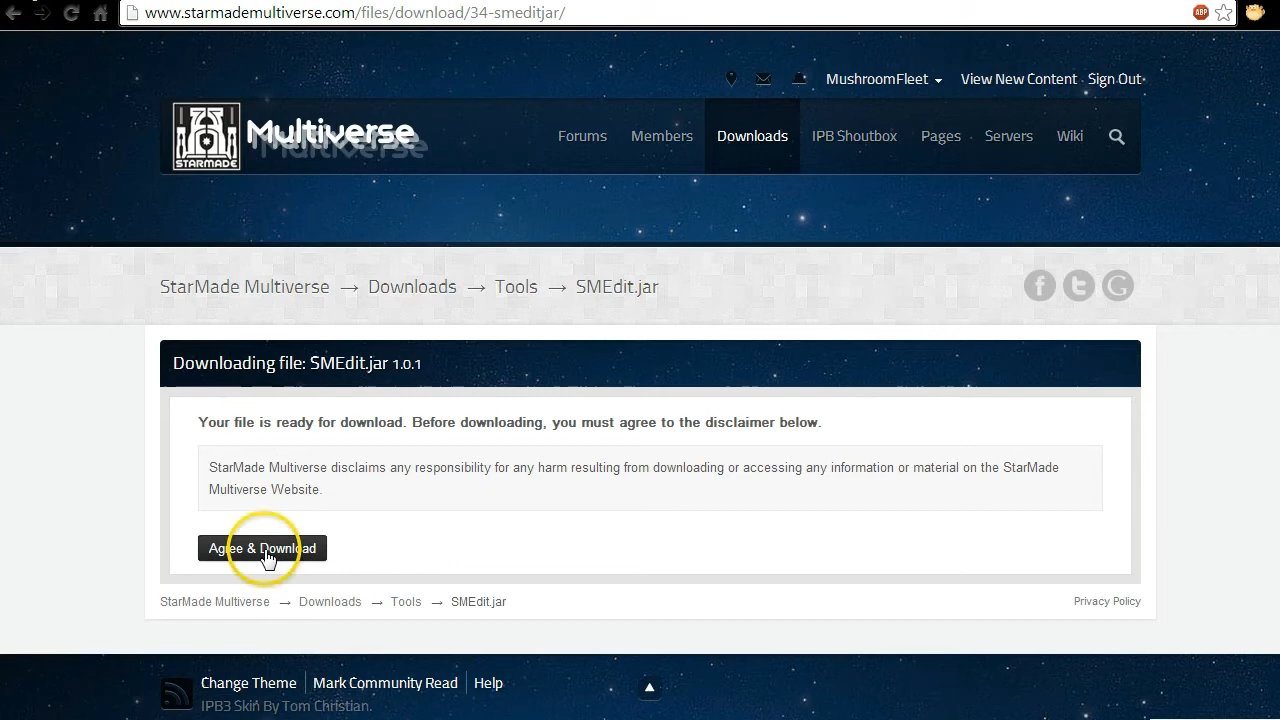 www.starmademultiverse.com/files/download/34-smeditjar/
ABP
MushroomFleet View New Content Sign Out
STARMADE
Multiverse
Forums Members Downloads IPB Shoutbox Pages Servers Wiki
StarMade Multiverse → Downloads → Tools → SMEdit.jar
Downloading file: SMEdit.jar 1.0.1
Your file is ready for download. Before downloading, you must agree to the disclaimer below.
StarMade Multiverse disclaims any responsibility for any harm resulting from downloading or accessing any information or material on the StarMade
Multiverse Website.
Agree & Download
StarMade Multiverse → Downloads → Tools → SMEdit.jar
Privacy Policy
Change Theme Mark Community Read Help
IPB3 Skin By Tom Christian.